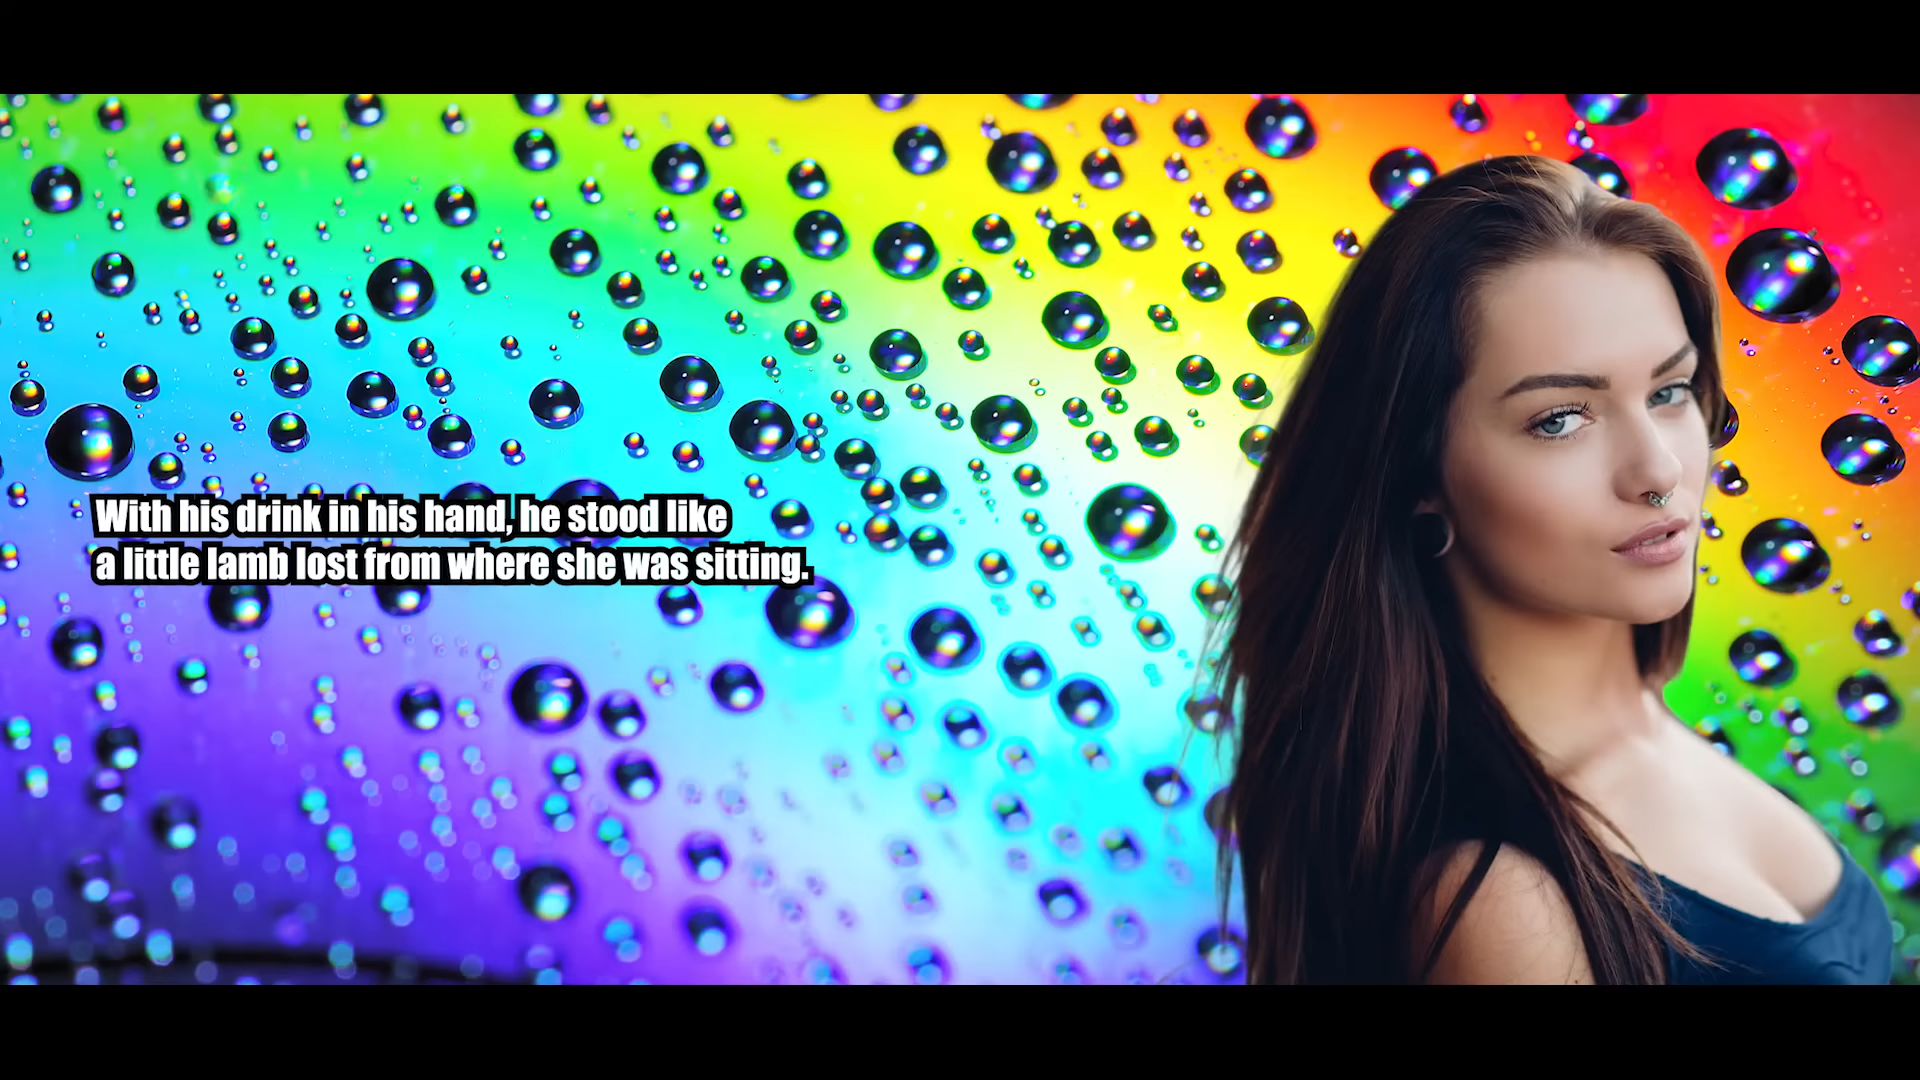 With his drink in his hand, he stood like
a little lamb lost from where she was sitting.